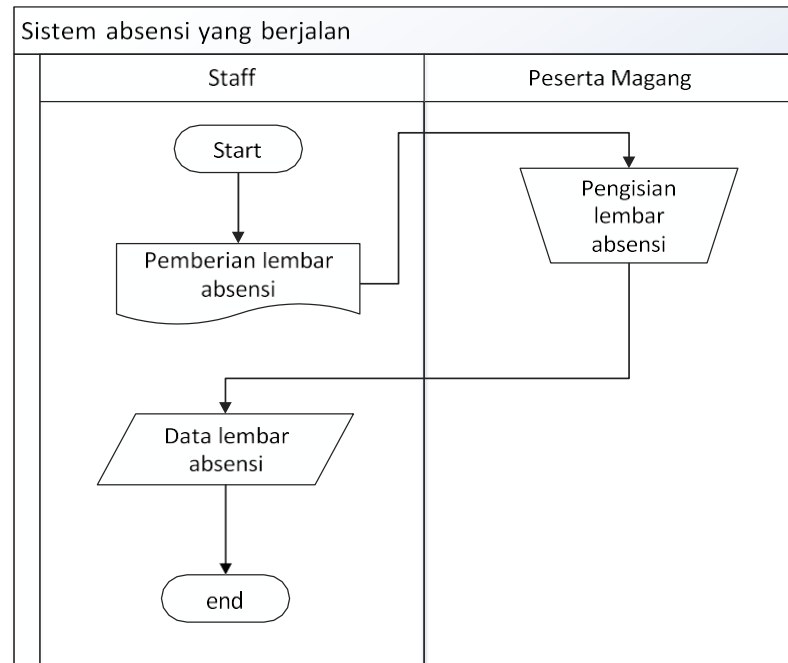 Sistem absensi yang berjalan
Staff
Peserta Magang
Start
Pemberian lembar
absensi
Pengisian
lembar
absensi
Data lembar
absensi
end